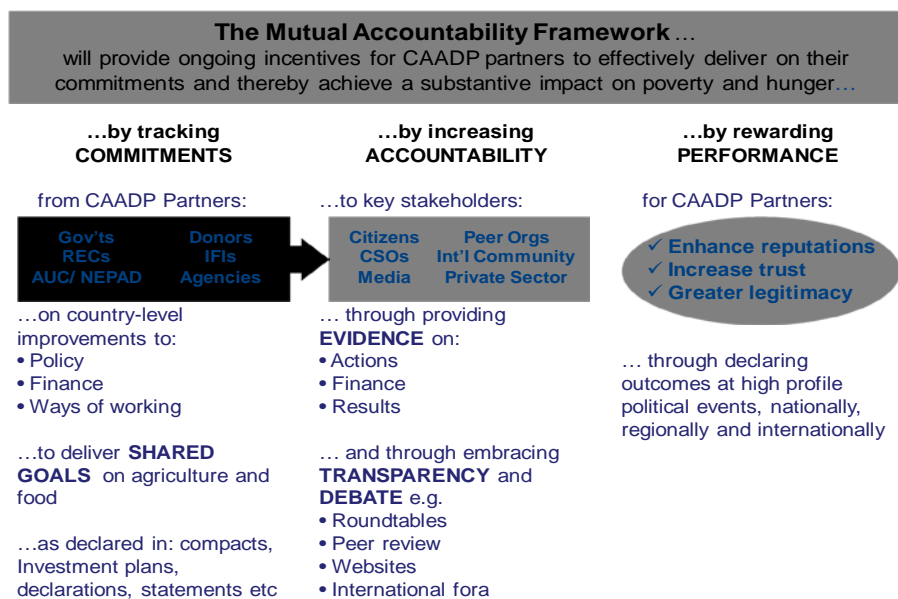 The Mutual Accountability Framework …
will provide ongoing incentives for CAADP partners to effectively deliver on their
commitments and thereby achieve a substantive impact on poverty and hunger…
…by tracking
COMMITMENTS
from CAADP Partners:
Gov'ts Donors
RECs IFIs
AUC/ NEPAD Agencies
…on country-level
improvements to:
• Policy
• Finance
• Ways of working
…to deliver SHARED
GOALS on agriculture and
food
…as declared in: compacts,
Investment plans,
declarations, statements etc
…by increasing
ACCOUNTABILITY
…to key stakeholders:
Citizens Peer Orgs
CSOs Int'l Community
Media Private Sector
… through providing
EVIDENCE on:
• Actions
• Finance
• Results
… and through embracing
TRANSPARENCY and
DEBATE e.g.
• Roundtables
• Peer review
• Websites
• International fora
…by rewarding
PERFORMANCE
for CAADP Partners:
✓ Enhance reputations
✓ Increase trust
✓ Greater legitimacy
… through declaring
outcomes at high profile
political events, nationally,
regionally and internationally